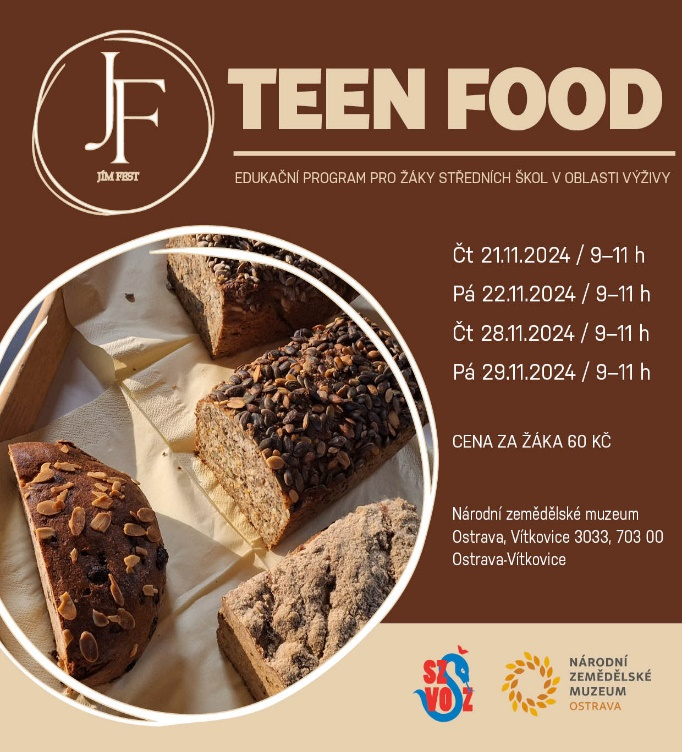 JF
JÍM FEST
TEEN FOOD
EDUKAČNÍ PROGRAM PRO ŽÁKY STŘEDNÍCH ŠKOL V OBLASTI VÝŽIVY
Čt 21.11.2024 / 9–11 h
Pá 22.11.2024 / 9–11 h
Čt 28.11.2024 / 9–11 h
Pá 29.11.2024 / 9–11 h
CENA ZA ŽÁKA 60 KČ
Národní zemědělské muzeum
Ostrava, Vítkovice 3033, 703 00
Ostrava-Vítkovice
SZ
VOŠZ
NÁRODNÍ
ZEMĚDĚLSKÉ
MUZEUM
OSTRAVA